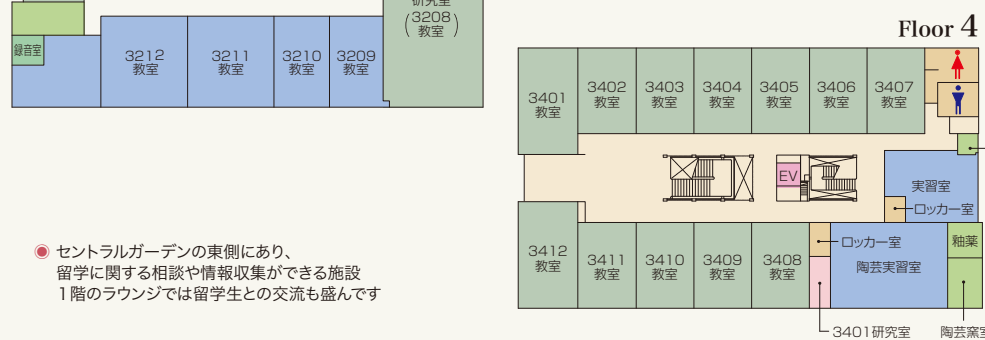 研究室
(3208)
教室
録音室
3212
教室
3211
教室
3210
教室
3209
教室
セントラルガーデンの東側にあり、
留学に関する相談や情報収集ができる施設
1階のラウンジでは留学生との交流も盛んです
Floor 4
3401
教室
3402
教室
3403
教室
3404
教室
3405
教室
3406
教室
3407
教室
EV
実習室
ロッカー室
3412
教室
3411
教室
3410
教室
3409
教室
3408
教室
ロッカー室
陶芸実習室
釉薬
3401研究室
陶芸窯室